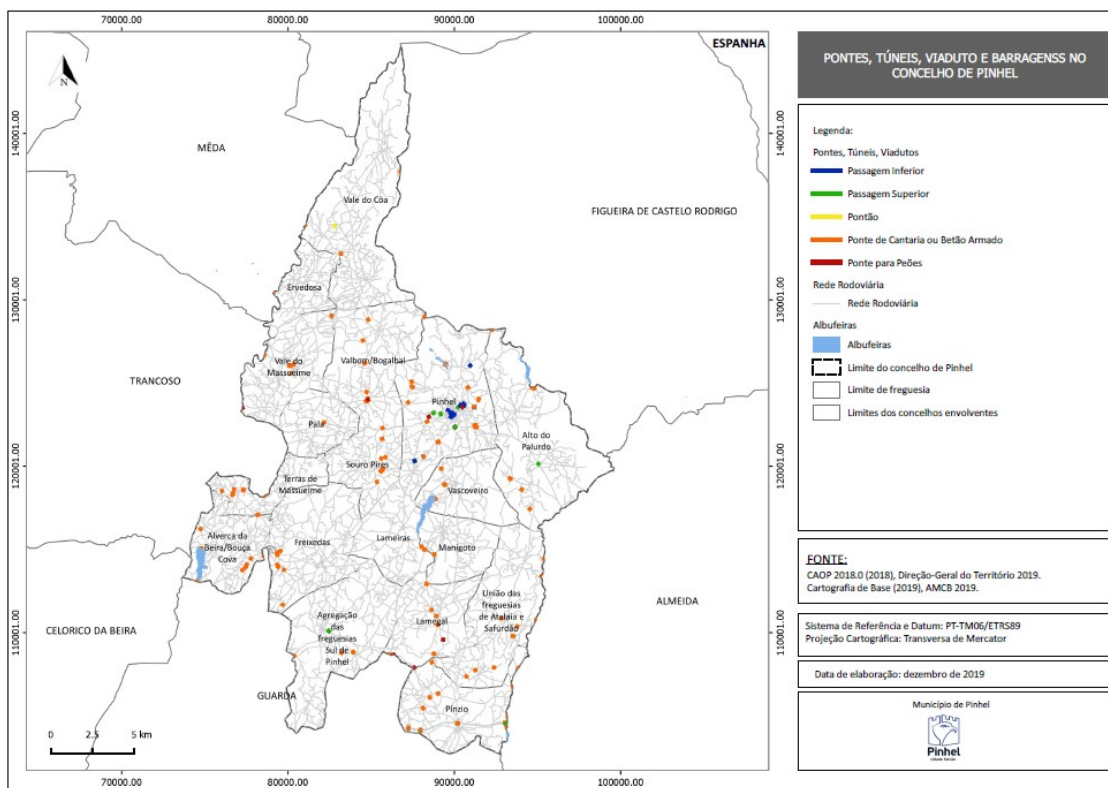 70000.00 80000.00 90000.00 100000.00
ESPANHA
N
140001.00
140001.00
MÊDA
Vale do Côa
FIGUEIRA DE CASTELO RODRIGO
130001.00
130001.00
Ervedosa
Vale do
Massueime
Valbom/Bogalhal
TRANCOSO
Pinhel
Pala
Alto do
Palurdo
120001.00
120001.00
Souro Pires
Terras de
Massueime
Vascoveiro
Alverca da
Beira/Bouça
Cova
Freixedas
Lameiras
Manigoto
União das
freguesias
de Atalaia e
Safurdão
ALMEIDA
110001.00
110001.00
CELORICO DA BEIRA
Agregação
das
freguesias
Sul de
Pinhel
Lamegal
GUARDA
Pínzio
0 2.5 5 km
70000.00 80000.00 90000.00 100000.00
PONTES, TÚNEIS, VIADUTO E BARRAGENSS NO
CONCELHO DE PINHEL
Legenda:
Pontes, Túneis, Viadutos
Passagem Inferior
Passagem Superior
Pontão
Ponte de Cantaria ou Betão Armado
Ponte para Peões
Rede Rodoviária
Rede Rodoviária
Albufeiras
Albufeiras
Limite do concelho de Pinhel
Limite de freguesia
Limites dos concelhos envolventes
FONTE:
CAOP 2018.0 (2018), Direção-Geral do Território 2019.
Cartografia de Base (2019), AMCB 2019.
Sistema de Referência e Datum: PT-TM06/ETRS89
Projeção Cartográfica: Transversa de Mercator
Data de elaboração: dezembro de 2019
Município de Pinhel
Pinhel
cidade falcão